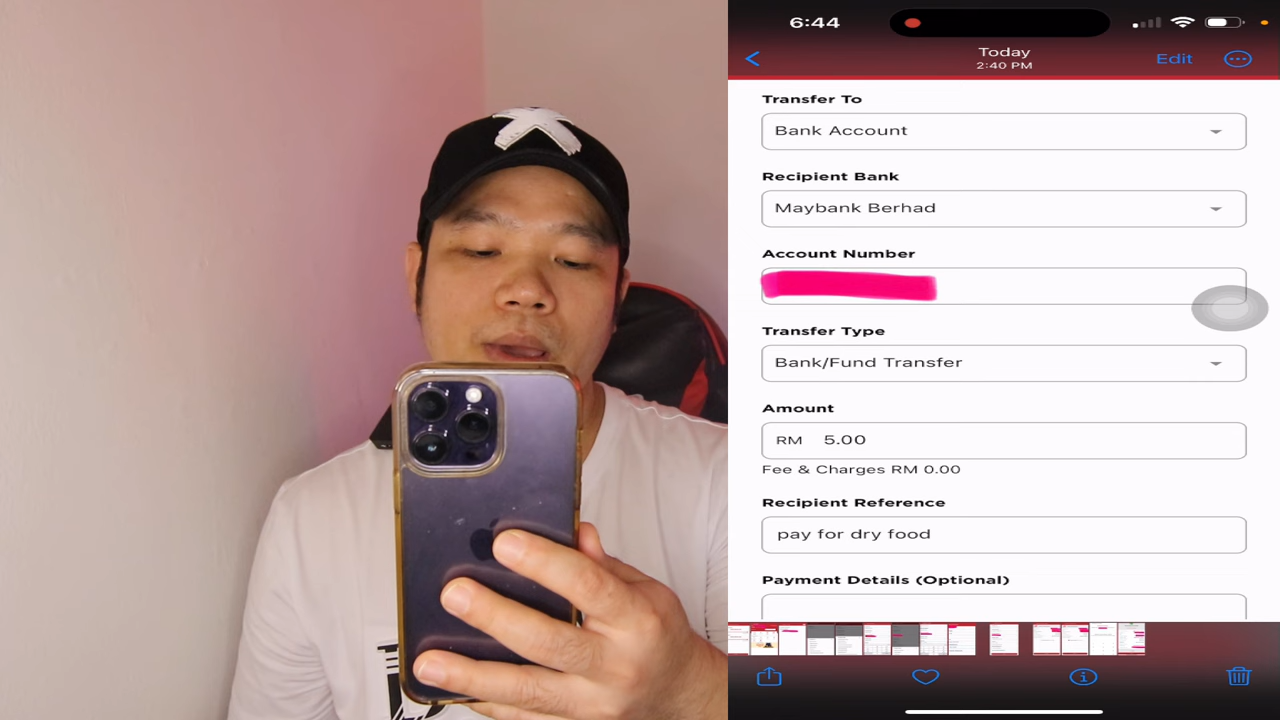 6:44
Today
2:40 PM
Edit
Transfer To
Bank Account
Recipient Bank
Maybank Berhad
Account Number
Transfer Type
Bank/Fund Transfer
Amount
RM 5.00
Fee & Charges RM 0.00
Recipient Reference
pay for dry food
Payment Details (Optional)